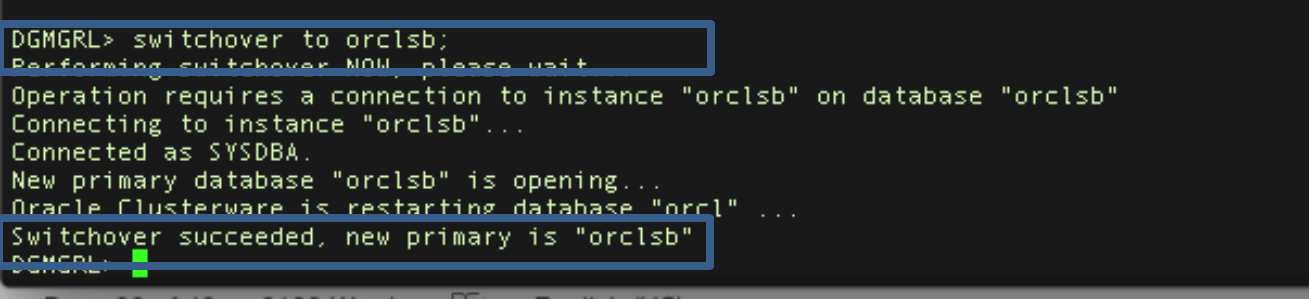 DGMGRL> switchover to orclsb;
Performing switchover NOW, please wait...
Operation requires a connection to instance "orclsb" on database "orclsb"
Connecting to instance "orclsb"...
Connected as SYSDBA.
New primary database "orclsb" is opening...
Oracle Clusterware is restarting database "orcl" ...
Switchover succeeded, new primary is "orclsb"
DGMGRL>